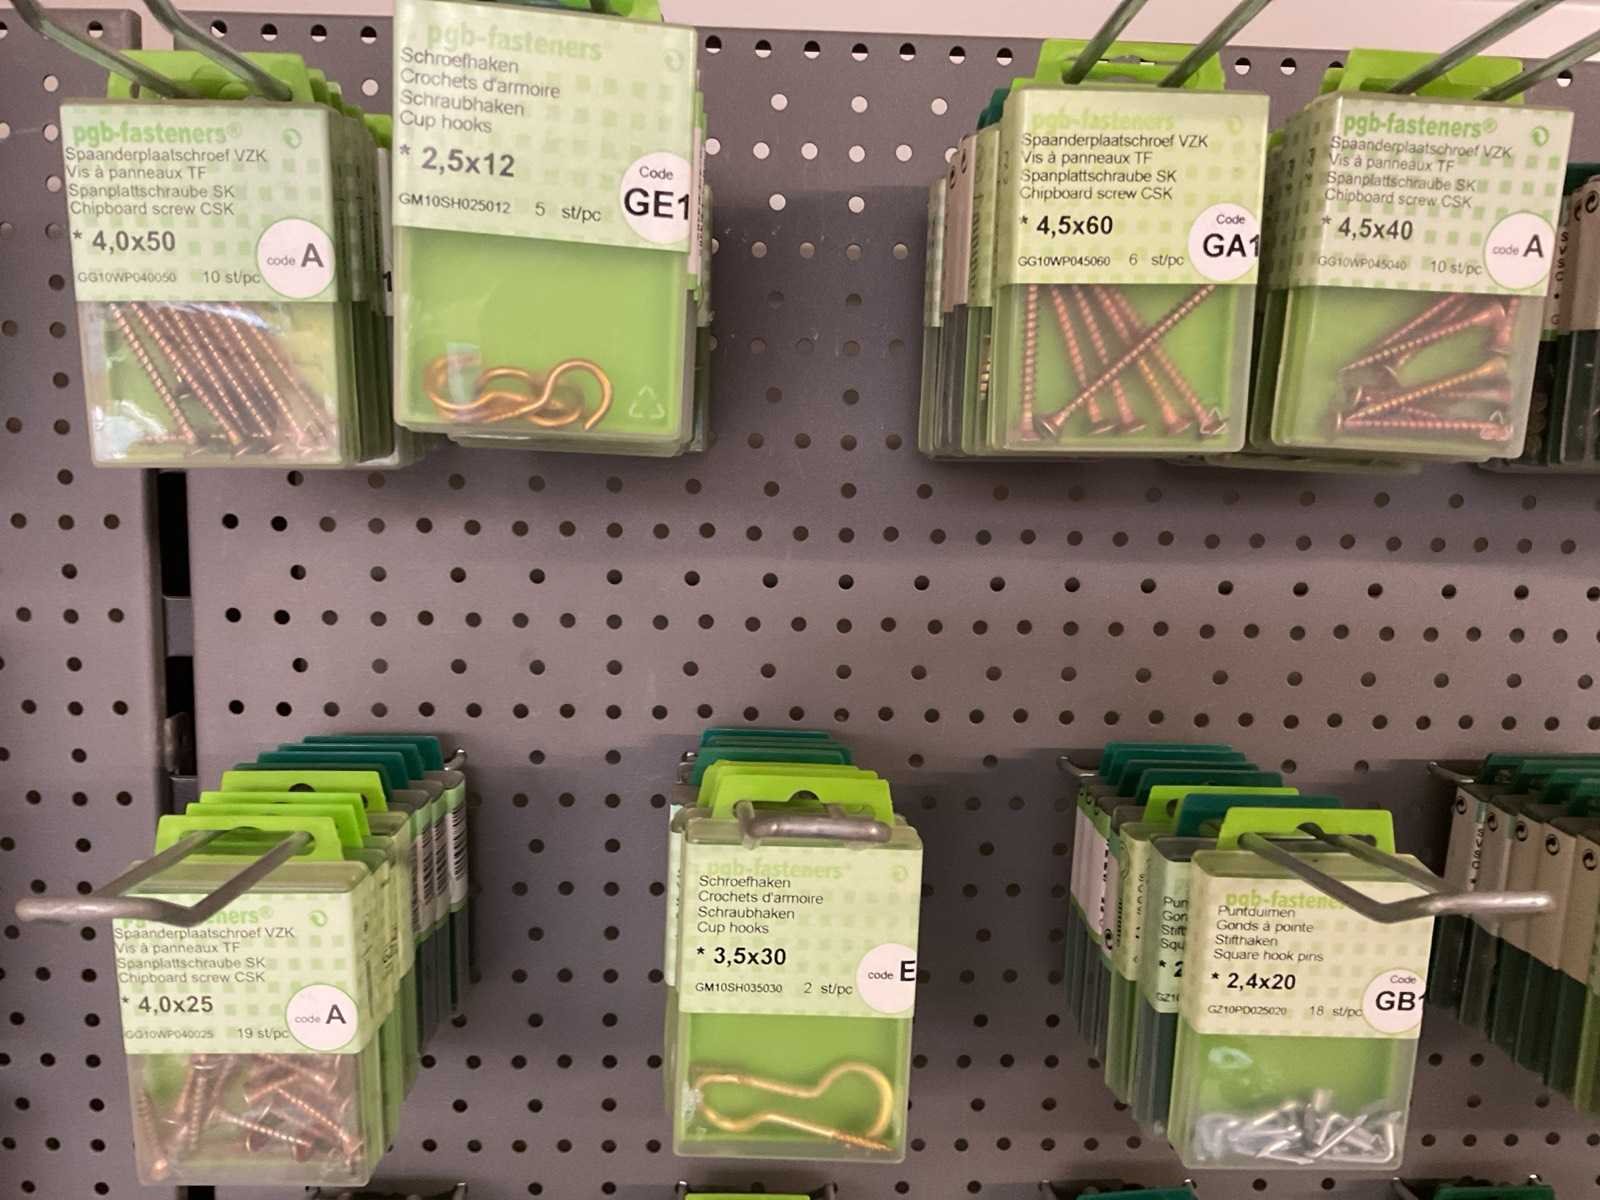 pgb-fasteners®
Spaanderplaatschroef VZK
Vis à panneaux TF
Spanplattschraube SK
Chipboard screw CSK
* 4,0x50
GG10WP040050 10 st/pc
code A
pgb-fasteners
Schroefhaken
Crochets d'armoire
Schraubhaken
Cup hooks
* 2,5x12
GM10SH025012 5 st/pc
Code
GE1
pgb-fasteners
Spaanderplaatschroef VZK
Vis à panneaux TF
Spanplattschraube SK
Chipboard screw CSK
* 4,5x60
GG10WP045060 6 st/pc
Code
GA1
pgb-fasteners®
Spaanderplaatschroef VZK
Vis à panneaux TF
Spanplattschraube SK
Chipboard screw CSK
* 4,5x40
GG10WP045040 10 st/pc
code A
Spaanderplaatschroef VZK
Vis à panneaux TF
Spanplattschraube SK
Chipboard screw CSK
* 4,0x25
GG10WP040025 19 st/pc
code A
pgb-fasteners®
Schroefhaken
Crochets d'armoire
Schraubhaken
Cup hooks
* 3,5x30
GM10SH035030 2 st/pc
code E
pgb-fastene
Puntduimen
Gonds à pointe
Stifthaken
Square hook pins
* 2,4x20
GZ10PD025020 18 st/pc
Code
GB1